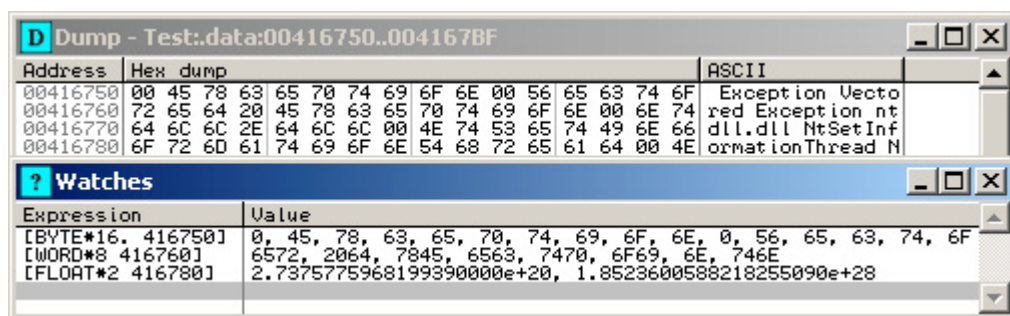 D Dump - Test:.data:00416750..004167BF
Address Hex dump ASCII
00416750 00 45 78 63 65 70 74 69 6F 6E 00 56 65 63 74 6F Exception Vecto
00416760 72 65 64 20 45 78 63 65 70 74 69 6F 6E 00 6E 74 red Exception nt
00416770 64 6C 6C 2E 64 6C 6C 00 4E 74 53 65 74 49 6E 66 dll.dll NtSetInf
00416780 6F 72 6D 61 74 69 6F 6E 54 68 72 65 61 64 00 4E ormationThread N
? Watches
Expression Value
[BYTE*16. 416750] 0, 45, 78, 63, 65, 70, 74, 69, 6F, 6E, 0, 56, 65, 63, 74, 6F
[WORD*8 416760] 6572, 2064, 7845, 6563, 7470, 6F69, 6E, 746E
[FLOAT*2 416780] 2.7375775968199390000e+20, 1.8523600588218255090e+28